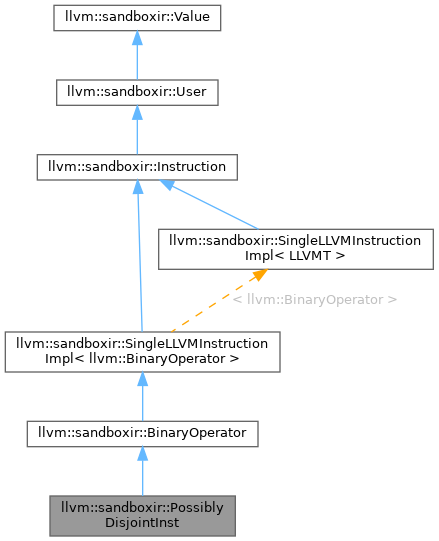 llvm::sandboxir::Value
llvm::sandboxir::User
llvm::sandboxir::Instruction
llvm::sandboxir::SingleLLVMInstruction
Impl< LLVMT >
< llvm::BinaryOperator >
llvm::sandboxir::SingleLLVMInstruction
Impl< llvm::BinaryOperator >
llvm::sandboxir::BinaryOperator
llvm::sandboxir::Possibly
DisjointInst